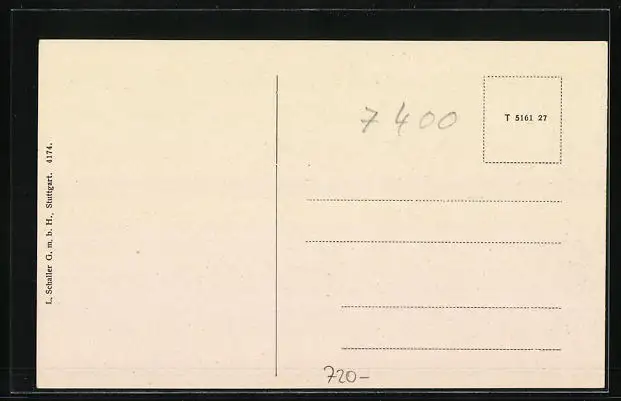 L. Schaller G. m. b. H., Stuttgart. 4174.
7400
T 5161 27
720-